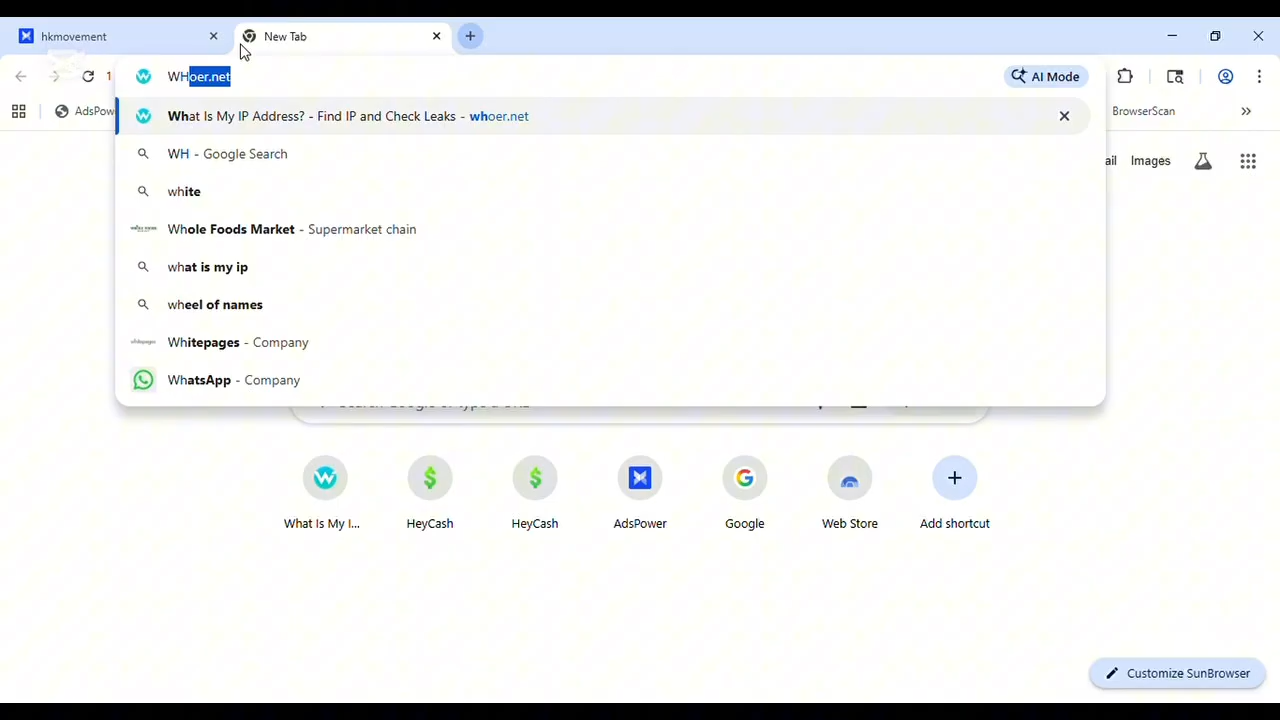 hkmovement
New Tab
WHoer.net
AI Mode
1
AdsPow
BrowserScan
What Is My IP Address? - Find IP and Check Leaks - whoer.net
WH - Google Search
ail
Images
white
Whole Foods Market - Supermarket chain
what is my ip
wheel of names
Whitepages - Company
WhatsApp - Company
What Is My I...
HeyCash
HeyCash
AdsPower
Google
Web Store
Add shortcut
Customize SunBrowser